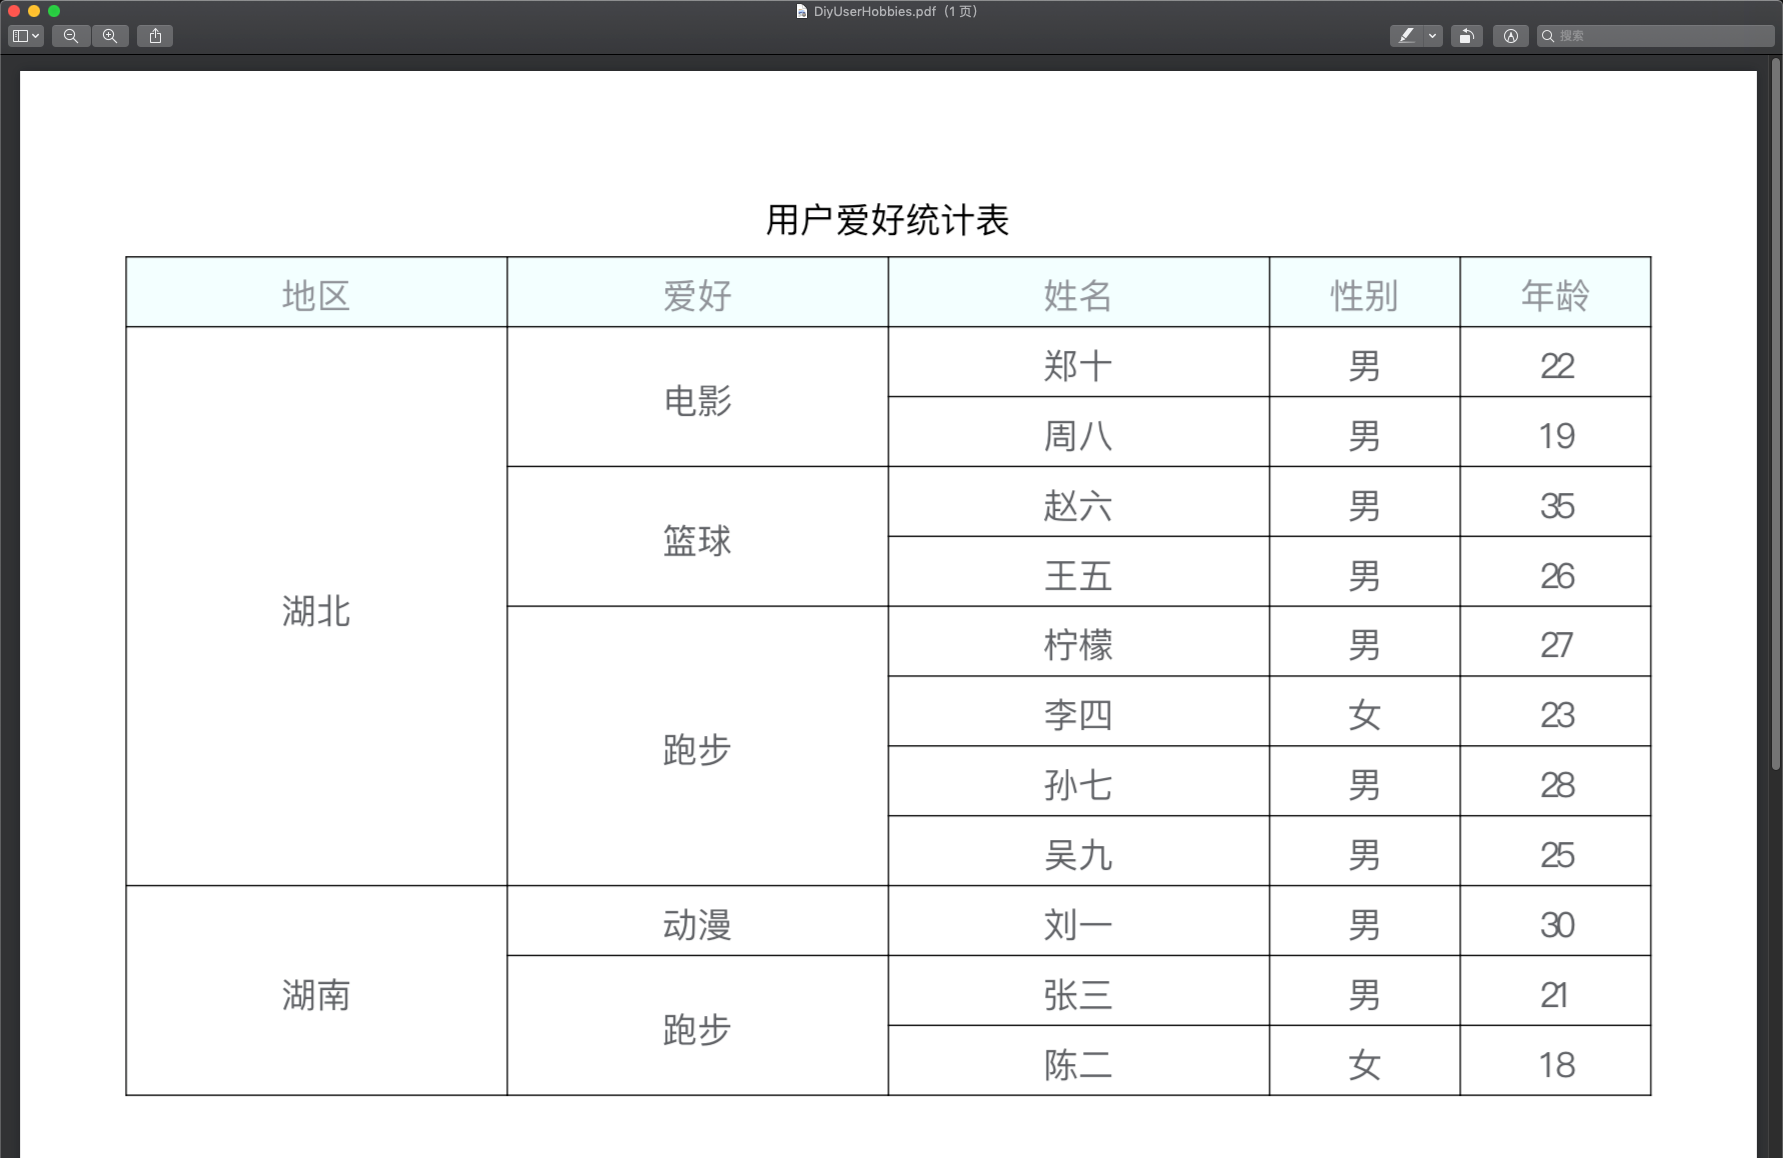 DiyUserHobbies.pdf（1 页）
搜索
用户爱好统计表
地区 爱好 姓名 性别 年龄
湖北 电影 郑十 男 22
周八 男 19
篮球 赵六 男 35
王五 男 26
跑步 柠檬 男 27
李四 女 23
孙七 男 28
吴九 男 25
湖南 动漫 刘一 男 30
跑步 张三 男 21
陈二 女 18